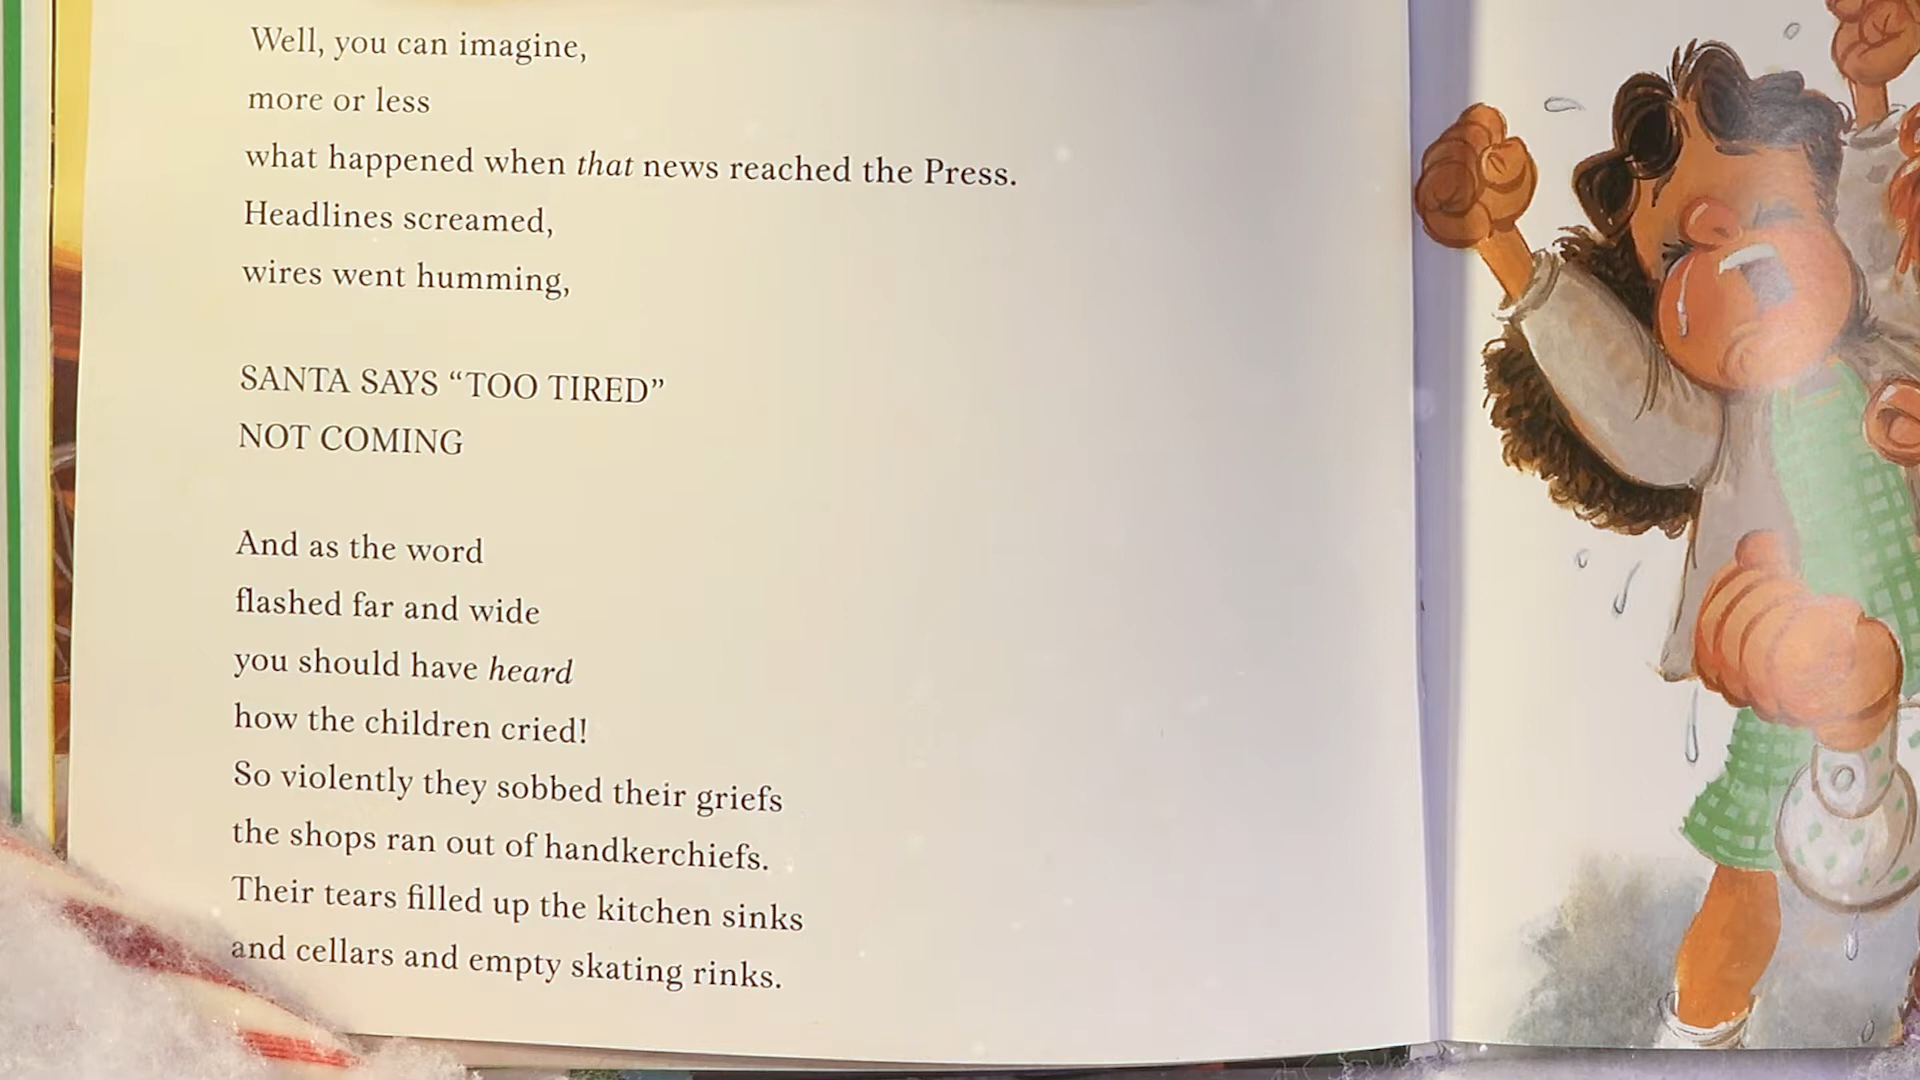 Well, you can imagine,
more or less
what happened when that news reached the Press.
Headlines screamed,
wires went humming,
SANTA SAYS “TOO TIRED”
NOT COMING
And as the word
flashed far and wide
you should have heard
how the children cried!
So violently they sobbed their griefs
the shops ran out of handkerchiefs.
Their tears filled up the kitchen sinks
and cellars and empty skating rinks.